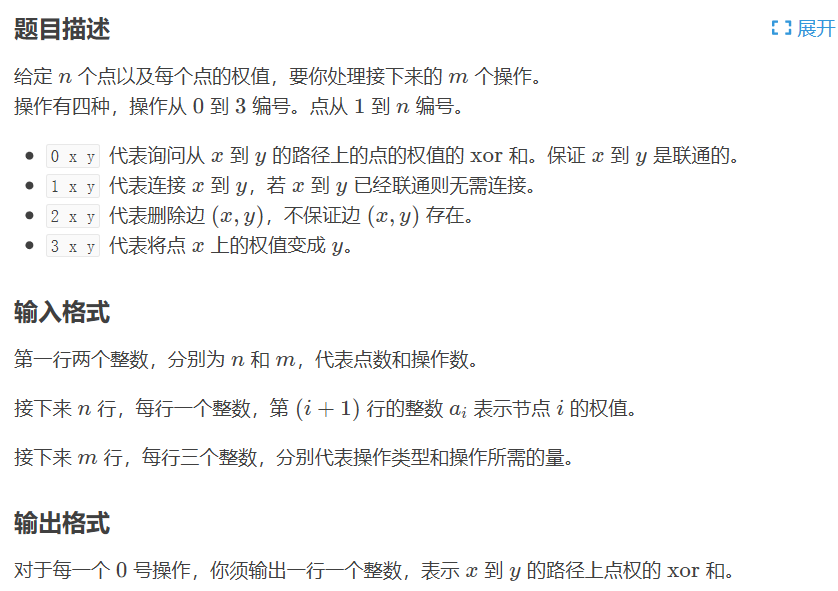 题目描述
展开
给定 n 个点以及每个点的权值，要你处理接下来的 m 个操作。
操作有四种，操作从 0 到 3 编号。点从 1 到 n 编号。
0 x y 代表询问从 x 到 y 的路径上的点的权值的 xor 和。保证 x 到 y 是联通的。
1 x y 代表连接 x 到 y，若 x 到 y 已经联通则无需连接。
2 x y 代表删除边 (x, y)，不保证边 (x, y) 存在。
3 x y 代表将点 x 上的权值变成 y。
输入格式
第一行两个整数，分别为 n 和 m，代表点数和操作数。
接下来 n 行，每行一个整数，第 (i + 1) 行的整数 aᵢ 表示节点 i 的权值。
接下来 m 行，每行三个整数，分别代表操作类型和操作所需的量。
输出格式
对于每一个 0 号操作，你须输出一行一个整数，表示 x 到 y 的路径上点权的 xor 和。